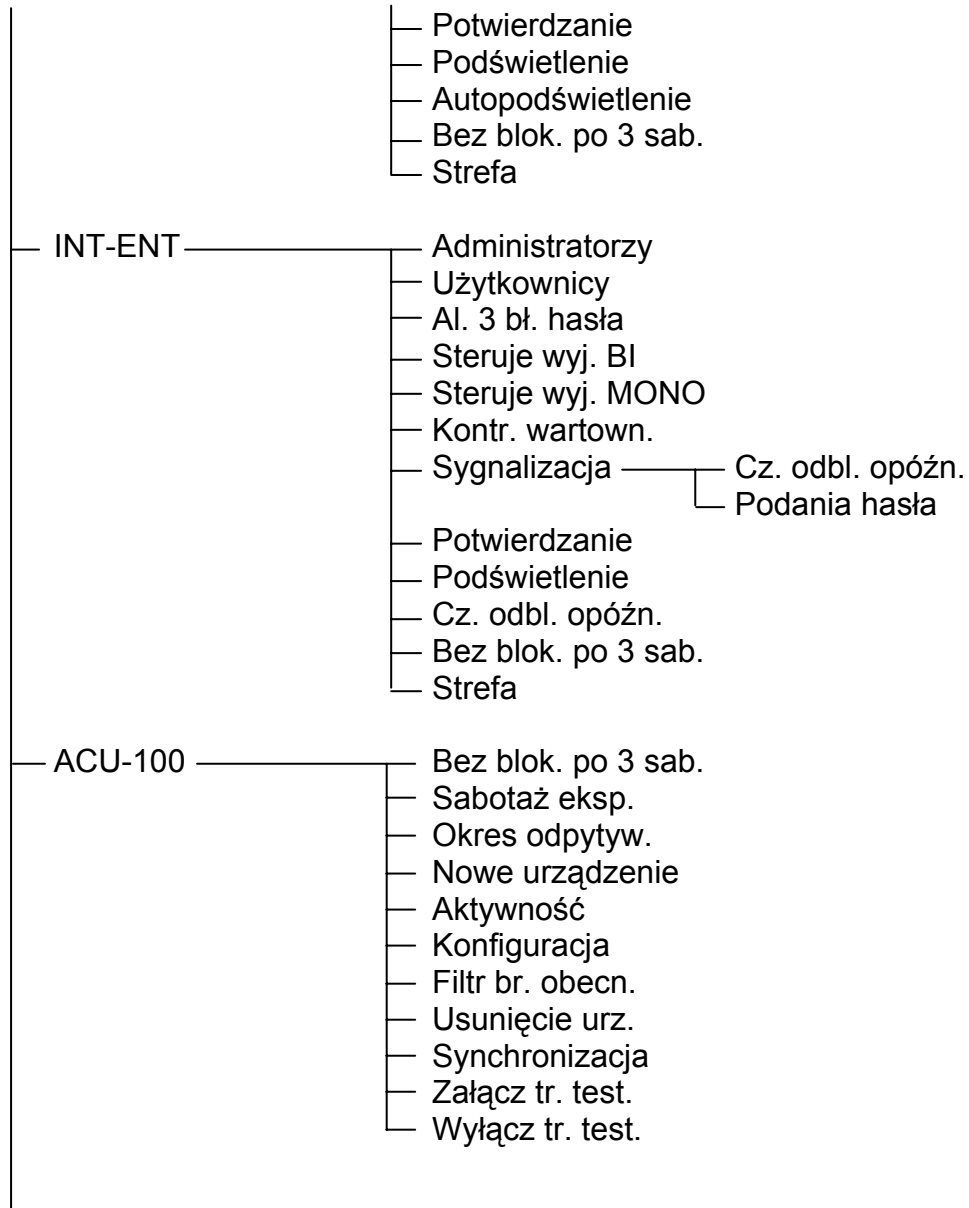 Potwierdzanie
Podświetlenie
Autopodświetlenie
Bez blok. po 3 sab.
Strefa
INT-ENT Administratorzy
Użytkownicy
Al. 3 bł. hasła
Steruje wyj. BI
Steruje wyj. MONO
Kontr. wartown.
Sygnalizacja Cz. odbl. opóźn.
Podania hasła
Potwierdzanie
Podświetlenie
Cz. odbl. opóźn.
Bez blok. po 3 sab.
Strefa
ACU-100 Bez blok. po 3 sab.
Sabotaż eksp.
Okres odpytyw.
Nowe urządzenie
Aktywność
Konfiguracja
Filtr br. obecn.
Usunięcie urz.
Synchronizacja
Załącz tr. test.
Wyłącz tr. test.